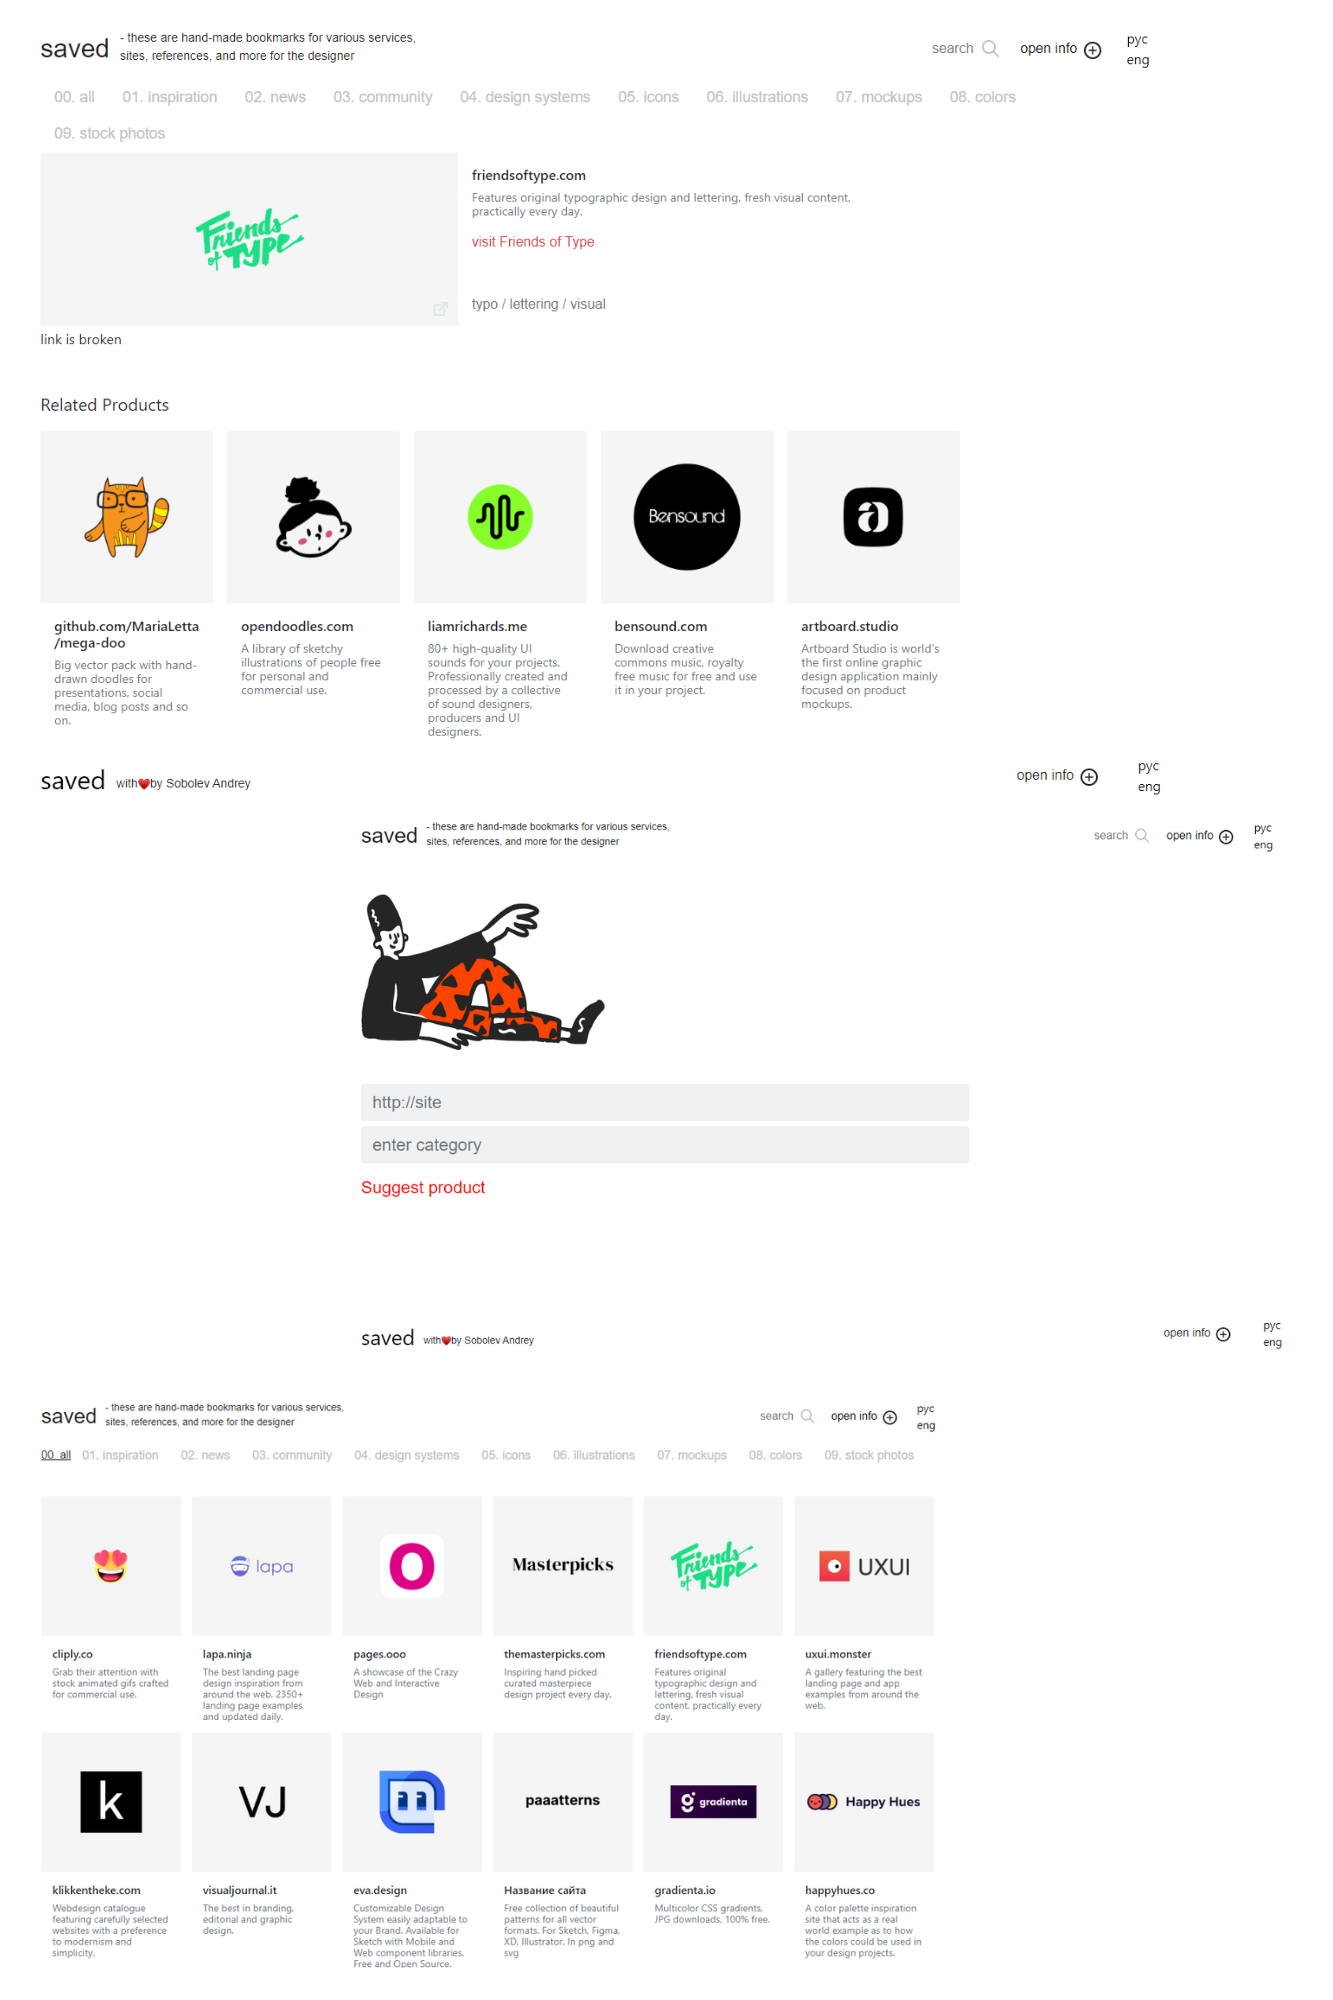 saved
- these are hand-made bookmarks for various services,
sites, references, and more for the designer
search
open info
рус
eng
00. all 01. inspiration 02. news 03. community 04. design systems 05. icons 06. illustrations 07. mockups 08. colors
09. stock photos
Friends
of TYPE
friendsoftype.com
Features original typographic design and lettering, fresh visual content,
practically every day.
visit Friends of Type
typo / lettering / visual
link is broken
Related Products
Bensound
a
github.com/MariaLetta
/mega-doo
Big vector pack with hand-
drawn doodles for
presentations, social
media, blog posts and so
on.
opendoodles.com
A library of sketchy
illustrations of people free
for personal and
commercial use.
liamrichards.me
80+ high-quality UI
sounds for your projects.
Professionally created and
processed by a collective
of sound designers,
producers and UI
designers.
bensound.com
Download creative
commons music, royalty
free music for free and use
it in your project.
artboard.studio
Artboard Studio is world's
the first online graphic
design application mainly
focused on product
mockups.
saved
with❤️by Sobolev Andrey
open info
рус
eng
saved
- these are hand-made bookmarks for various services,
sites, references, and more for the designer
search
open info
рус
eng
http://site
enter category
Suggest product
saved
with❤️by Sobolev Andrey
open info
рус
eng
saved
- these are hand-made bookmarks for various services,
sites, references, and more for the designer
search
open info
рус
eng
00. all 01. inspiration 02. news 03. community 04. design systems 05. icons 06. illustrations 07. mockups 08. colors 09. stock photos
lapa
O
Masterpicks
Friends
of TYPE
UXUI
cliply.co
Grab their attention with
stock animated gifs crafted
for commercial use.
lapa.ninja
The best landing page
design inspiration from
around the web. 2350+
landing page examples
and updated daily.
pages.ooo
A showcase of the Crazy
Web and Interactive
Design
themasterpicks.com
Inspiring hand picked
curated masterpiece
design project every day.
friendsoftype.com
Features original
typographic design and
lettering, fresh visual
content, practically every
day.
uxui.monster
A gallery featuring the best
landing page and app
examples from around the
web.
k
VJ
paaatterns
gradienta
Happy Hues
klikkentheke.com
Webdesign catalogue
featuring carefully selected
websites with a preference
to modernism and
simplicity.
visualjournal.it
The best in branding,
editorial and graphic
design.
eva.design
Customizable Design
System easily adaptable to
your Brand. Available for
Sketch with Mobile and
Web component libraries.
Free and Open Source.
Название сайта
Free collection of beautiful
patterns for all vector
formats. For Sketch, Figma,
XD, Illustrator. In png and
svg
gradienta.io
Multicolor CSS gradients,
JPG downloads, 100% free.
happyhues.co
A color palette inspiration
site that acts as a real
world example as to how
the colors could be used in
your design projects.